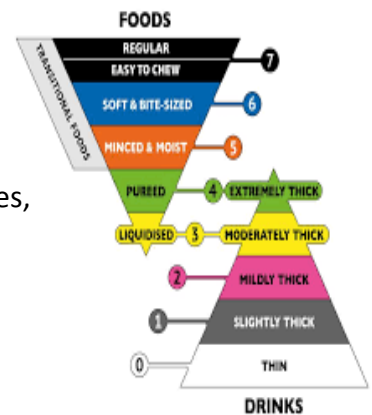 FOODS
REGULAR
EASY TO CHEW
7
TRANSITIONAL FOODS
SOFT & BITE-SIZED
6
MINCED & MOIST
5
PUREED
4
EXTREMELY THICK
es,
LIQUIDISED
3
MODERATELY THICK
2
MILDLY THICK
1
SLIGHTLY THICK
0
THIN
DRINKS